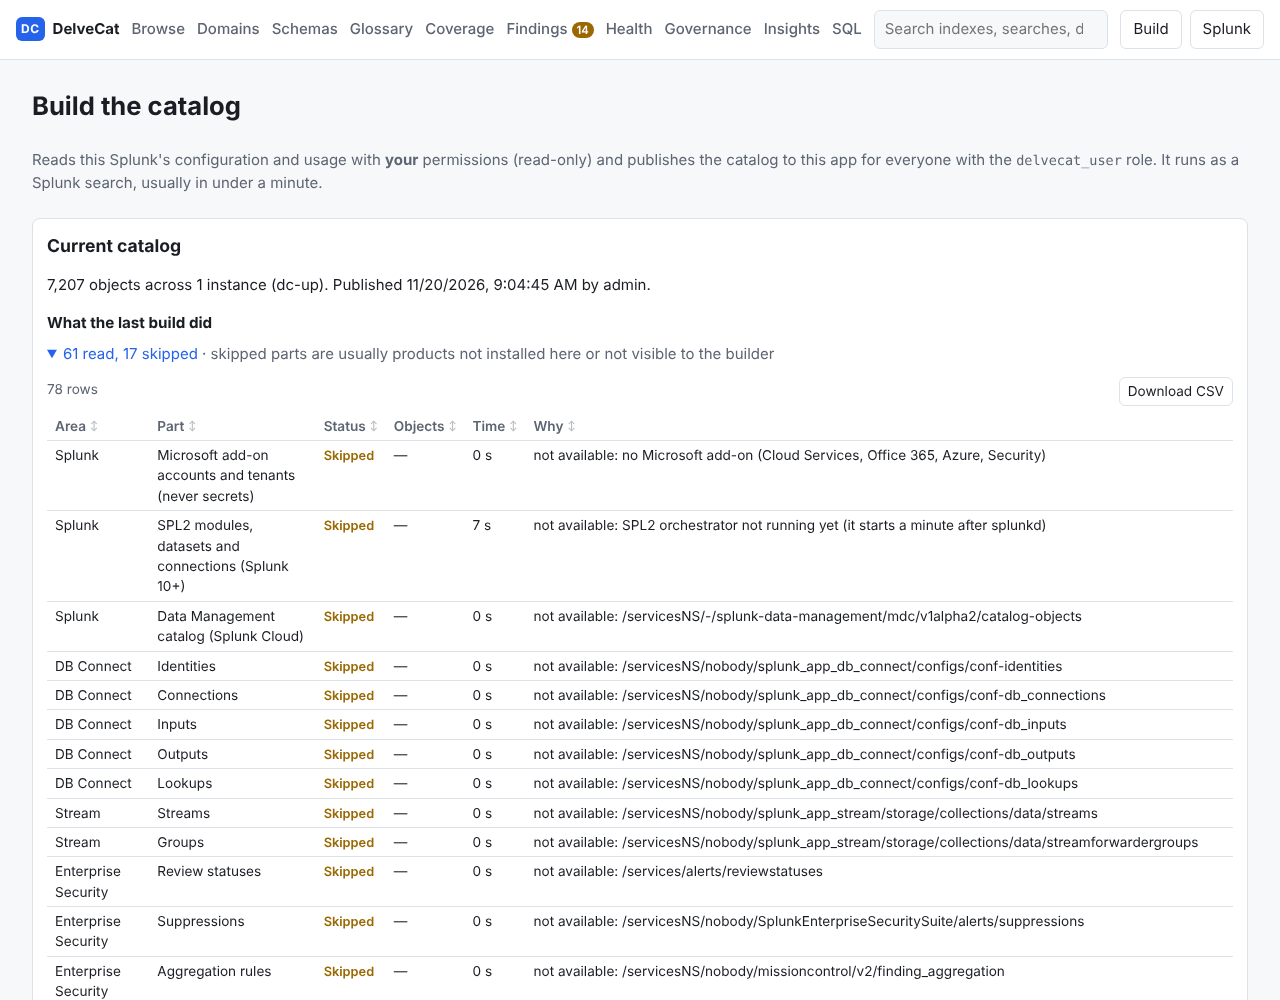 DC DelveCat Browse Domains Schemas Glossary Coverage Findings 14 Health Governance Insights SQL Search indexes, searches, d Build Splunk
Build the catalog
Reads this Splunk's configuration and usage with your permissions (read-only) and publishes the catalog to this app for everyone with the delvecat_user role. It runs as a
Splunk search, usually in under a minute.
Current catalog
7,207 objects across 1 instance (dc-up). Published 11/20/2026, 9:04:45 AM by admin.
What the last build did
▼ 61 read, 17 skipped · skipped parts are usually products not installed here or not visible to the builder
78 rows Download CSV
Area ↕ Part ↕ Status ↕ Objects ↕ Time ↕ Why ↕
Splunk Microsoft add-on Skipped — 0 s not available: no Microsoft add-on (Cloud Services, Office 365, Azure, Security)
accounts and tenants
(never secrets)
Splunk SPL2 modules, Skipped — 7 s not available: SPL2 orchestrator not running yet (it starts a minute after splunkd)
datasets and
connections (Splunk
10+)
Splunk Data Management Skipped — 0 s not available: /servicesNS/-/splunk-data-management/mdc/v1alpha2/catalog-objects
catalog (Splunk Cloud)
DB Connect Identities Skipped — 0 s not available: /servicesNS/nobody/splunk_app_db_connect/configs/conf-identities
DB Connect Connections Skipped — 0 s not available: /servicesNS/nobody/splunk_app_db_connect/configs/conf-db_connections
DB Connect Inputs Skipped — 0 s not available: /servicesNS/nobody/splunk_app_db_connect/configs/conf-db_inputs
DB Connect Outputs Skipped — 0 s not available: /servicesNS/nobody/splunk_app_db_connect/configs/conf-db_outputs
DB Connect Lookups Skipped — 0 s not available: /servicesNS/nobody/splunk_app_db_connect/configs/conf-db_lookups
Stream Streams Skipped — 0 s not available: /servicesNS/nobody/splunk_app_stream/storage/collections/data/streams
Stream Groups Skipped — 0 s not available: /servicesNS/nobody/splunk_app_stream/storage/collections/data/streamforwardergroups
Enterprise Review statuses Skipped — 0 s not available: /services/alerts/reviewstatuses
Security
Enterprise Suppressions Skipped — 0 s not available: /servicesNS/nobody/SplunkEnterpriseSecuritySuite/alerts/suppressions
Security
Enterprise Aggregation rules Skipped — 0 s not available: /servicesNS/nobody/missioncontrol/v2/finding_aggregation
Security